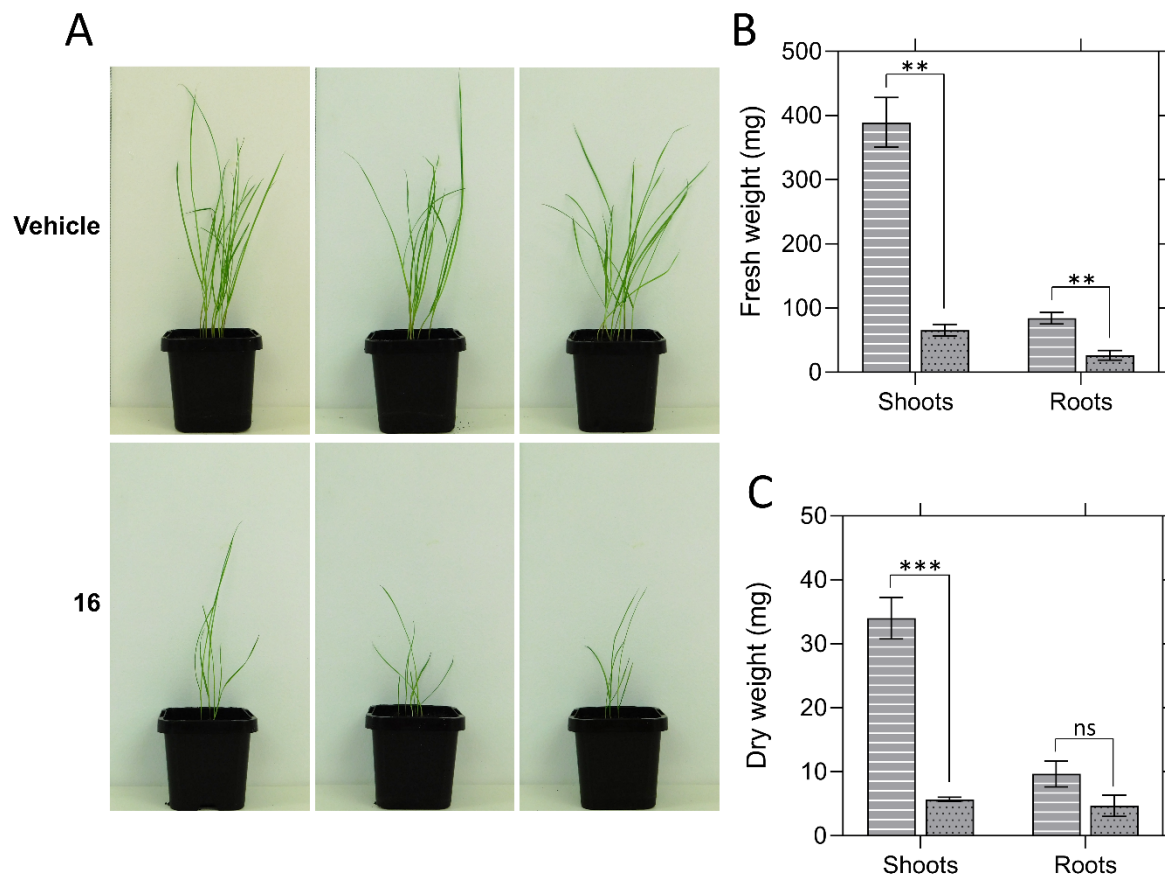 A
Vehicle
16
B
Fresh weight (mg)
500
400
300
200
100
0
**
**
Shoots
Roots
C
Dry weight (mg)
50
40
30
20
10
0
***
ns
Shoots
Roots